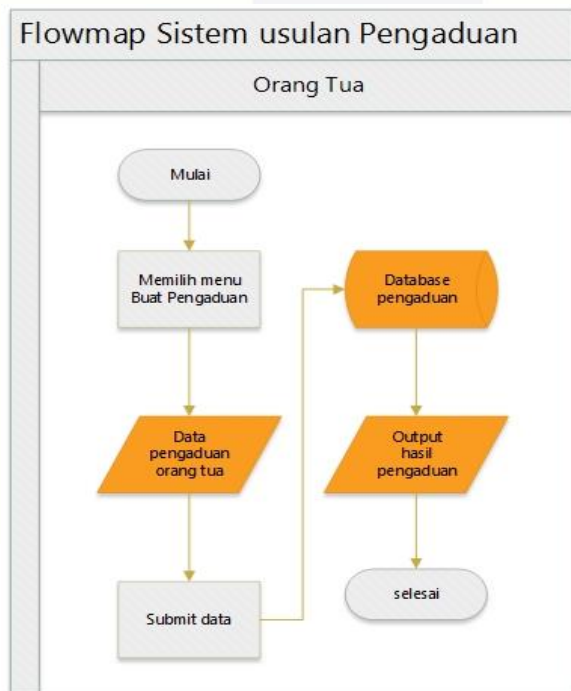 Flowmap Sistem usulan Pengaduan
Orang Tua
Mulai
Memilih menu
Buat Pengaduan
Data
pengaduan
orang tua
Submit data
Database
pengaduan
Output
hasil
pengaduan
selesai